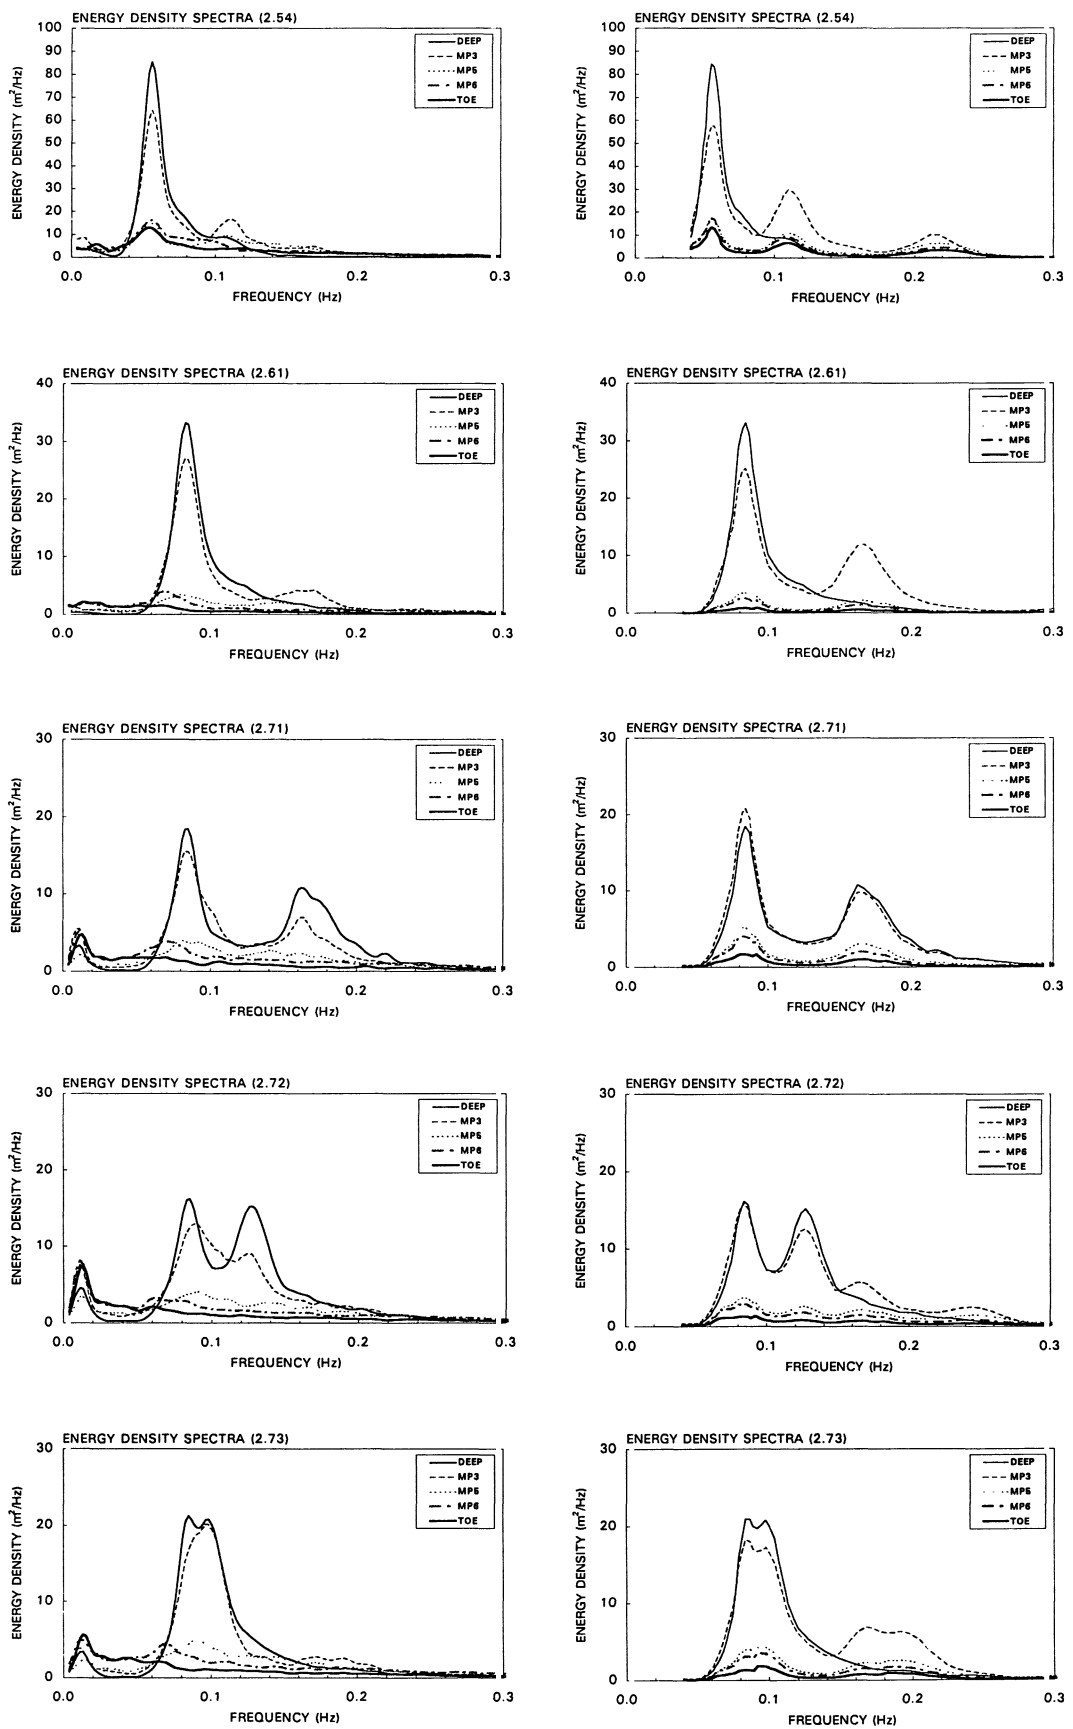 ENERGY DENSITY SPECTRA (2.54)
100
90
80
70
60
50
40
30
20
10
0
ENERGY DENSITY (m²/Hz)
DEEP
MP3
MP5
MP6
TOE
0.0
0.1
0.2
0.3
FREQUENCY (Hz)
ENERGY DENSITY SPECTRA (2.54)
100
90
80
70
60
50
40
30
20
10
0
ENERGY DENSITY (m²/Hz)
DEEP
MP3
MP5
MP6
TOE
0.0
0.1
0.2
0.3
FREQUENCY (Hz)
ENERGY DENSITY SPECTRA (2.61)
40
30
20
10
0
ENERGY DENSITY (m²/Hz)
DEEP
MP3
MP5
MP6
TOE
0.0
0.1
0.2
0.3
FREQUENCY (Hz)
ENERGY DENSITY SPECTRA (2.61)
40
30
20
10
0
ENERGY DENSITY (m²/Hz)
DEEP
MP3
MP5
MP6
TOE
0.0
0.1
0.2
0.3
FREQUENCY (Hz)
ENERGY DENSITY SPECTRA (2.71)
30
20
10
0
ENERGY DENSITY (m²/Hz)
DEEP
MP3
MP5
MP6
TOE
0.0
0.1
0.2
0.3
FREQUENCY (Hz)
ENERGY DENSITY SPECTRA (2.71)
30
20
10
0
ENERGY DENSITY (m²/Hz)
DEEP
MP3
MP5
MP6
TOE
0.0
0.1
0.2
0.3
FREQUENCY (Hz)
ENERGY DENSITY SPECTRA (2.72)
30
20
10
0
ENERGY DENSITY (m²/Hz)
DEEP
MP3
MP5
MP6
TOE
0.0
0.1
0.2
0.3
FREQUENCY (Hz)
ENERGY DENSITY SPECTRA (2.72)
30
20
10
0
ENERGY DENSITY (m²/Hz)
DEEP
MP3
MP5
MP6
TOE
0.0
0.1
0.2
0.3
FREQUENCY (Hz)
ENERGY DENSITY SPECTRA (2.73)
30
20
10
0
ENERGY DENSITY (m²/Hz)
DEEP
MP3
MP5
MP6
TOE
0.0
0.1
0.2
0.3
FREQUENCY (Hz)
ENERGY DENSITY SPECTRA (2.73)
30
20
10
0
ENERGY DENSITY (m²/Hz)
DEEP
MP3
MP5
MP6
TOE
0.0
0.1
0.2
0.3
FREQUENCY (Hz)